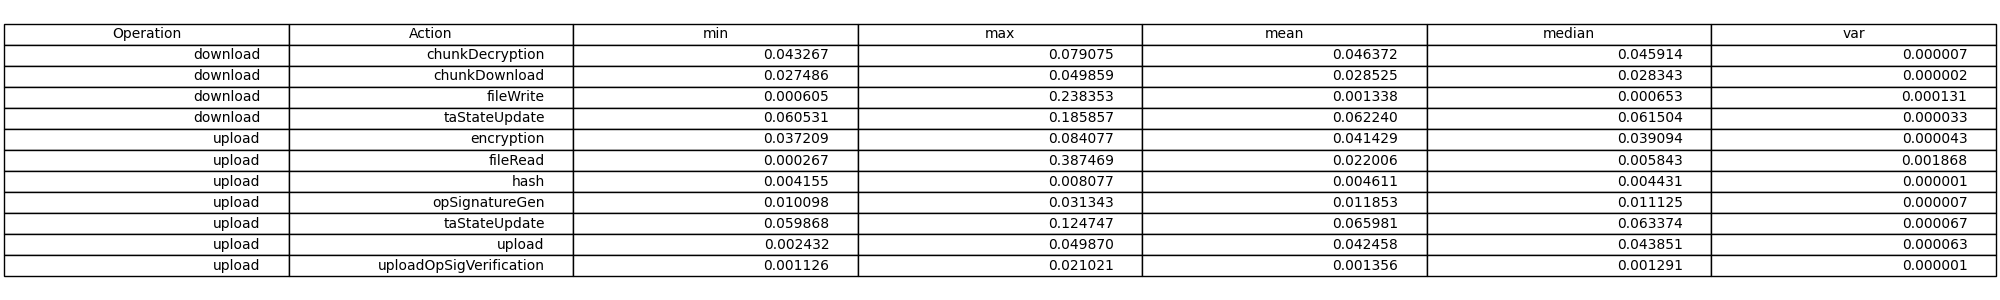 Operation Action min max mean median var
download chunkDecryption 0.043267 0.079075 0.046372 0.045914 0.000007
download chunkDownload 0.027486 0.049859 0.028525 0.028343 0.000002
download fileWrite 0.000605 0.238353 0.001338 0.000653 0.000131
download taStateUpdate 0.060531 0.185857 0.062240 0.061504 0.000033
upload encryption 0.037209 0.084077 0.041429 0.039094 0.000043
upload fileRead 0.000267 0.387469 0.022006 0.005843 0.001868
upload hash 0.004155 0.008077 0.004611 0.004431 0.000001
upload opSignatureGen 0.010098 0.031343 0.011853 0.011125 0.000007
upload taStateUpdate 0.059868 0.124747 0.065981 0.063374 0.000067
upload upload 0.002432 0.049870 0.042458 0.043851 0.000063
upload uploadOpSigVerification 0.001126 0.021021 0.001356 0.001291 0.000001